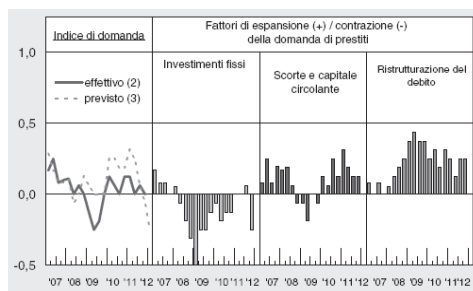 Indice di domanda
Fattori di espansione (+) / contrazione (-)
della domanda di prestiti
Investimenti fissi
Scorte e capitale
circolante
Ristrutturazione del
debito
effettivo (2)
previsto (3)
1,0
0,5
0,0
-0,5
'07 '08 '09 '10 '11 '12 '07 '08 '09 '10 '11 '12 '07 '08 '09 '10 '11 '12 '07 '08 '09 '10 '11 '12